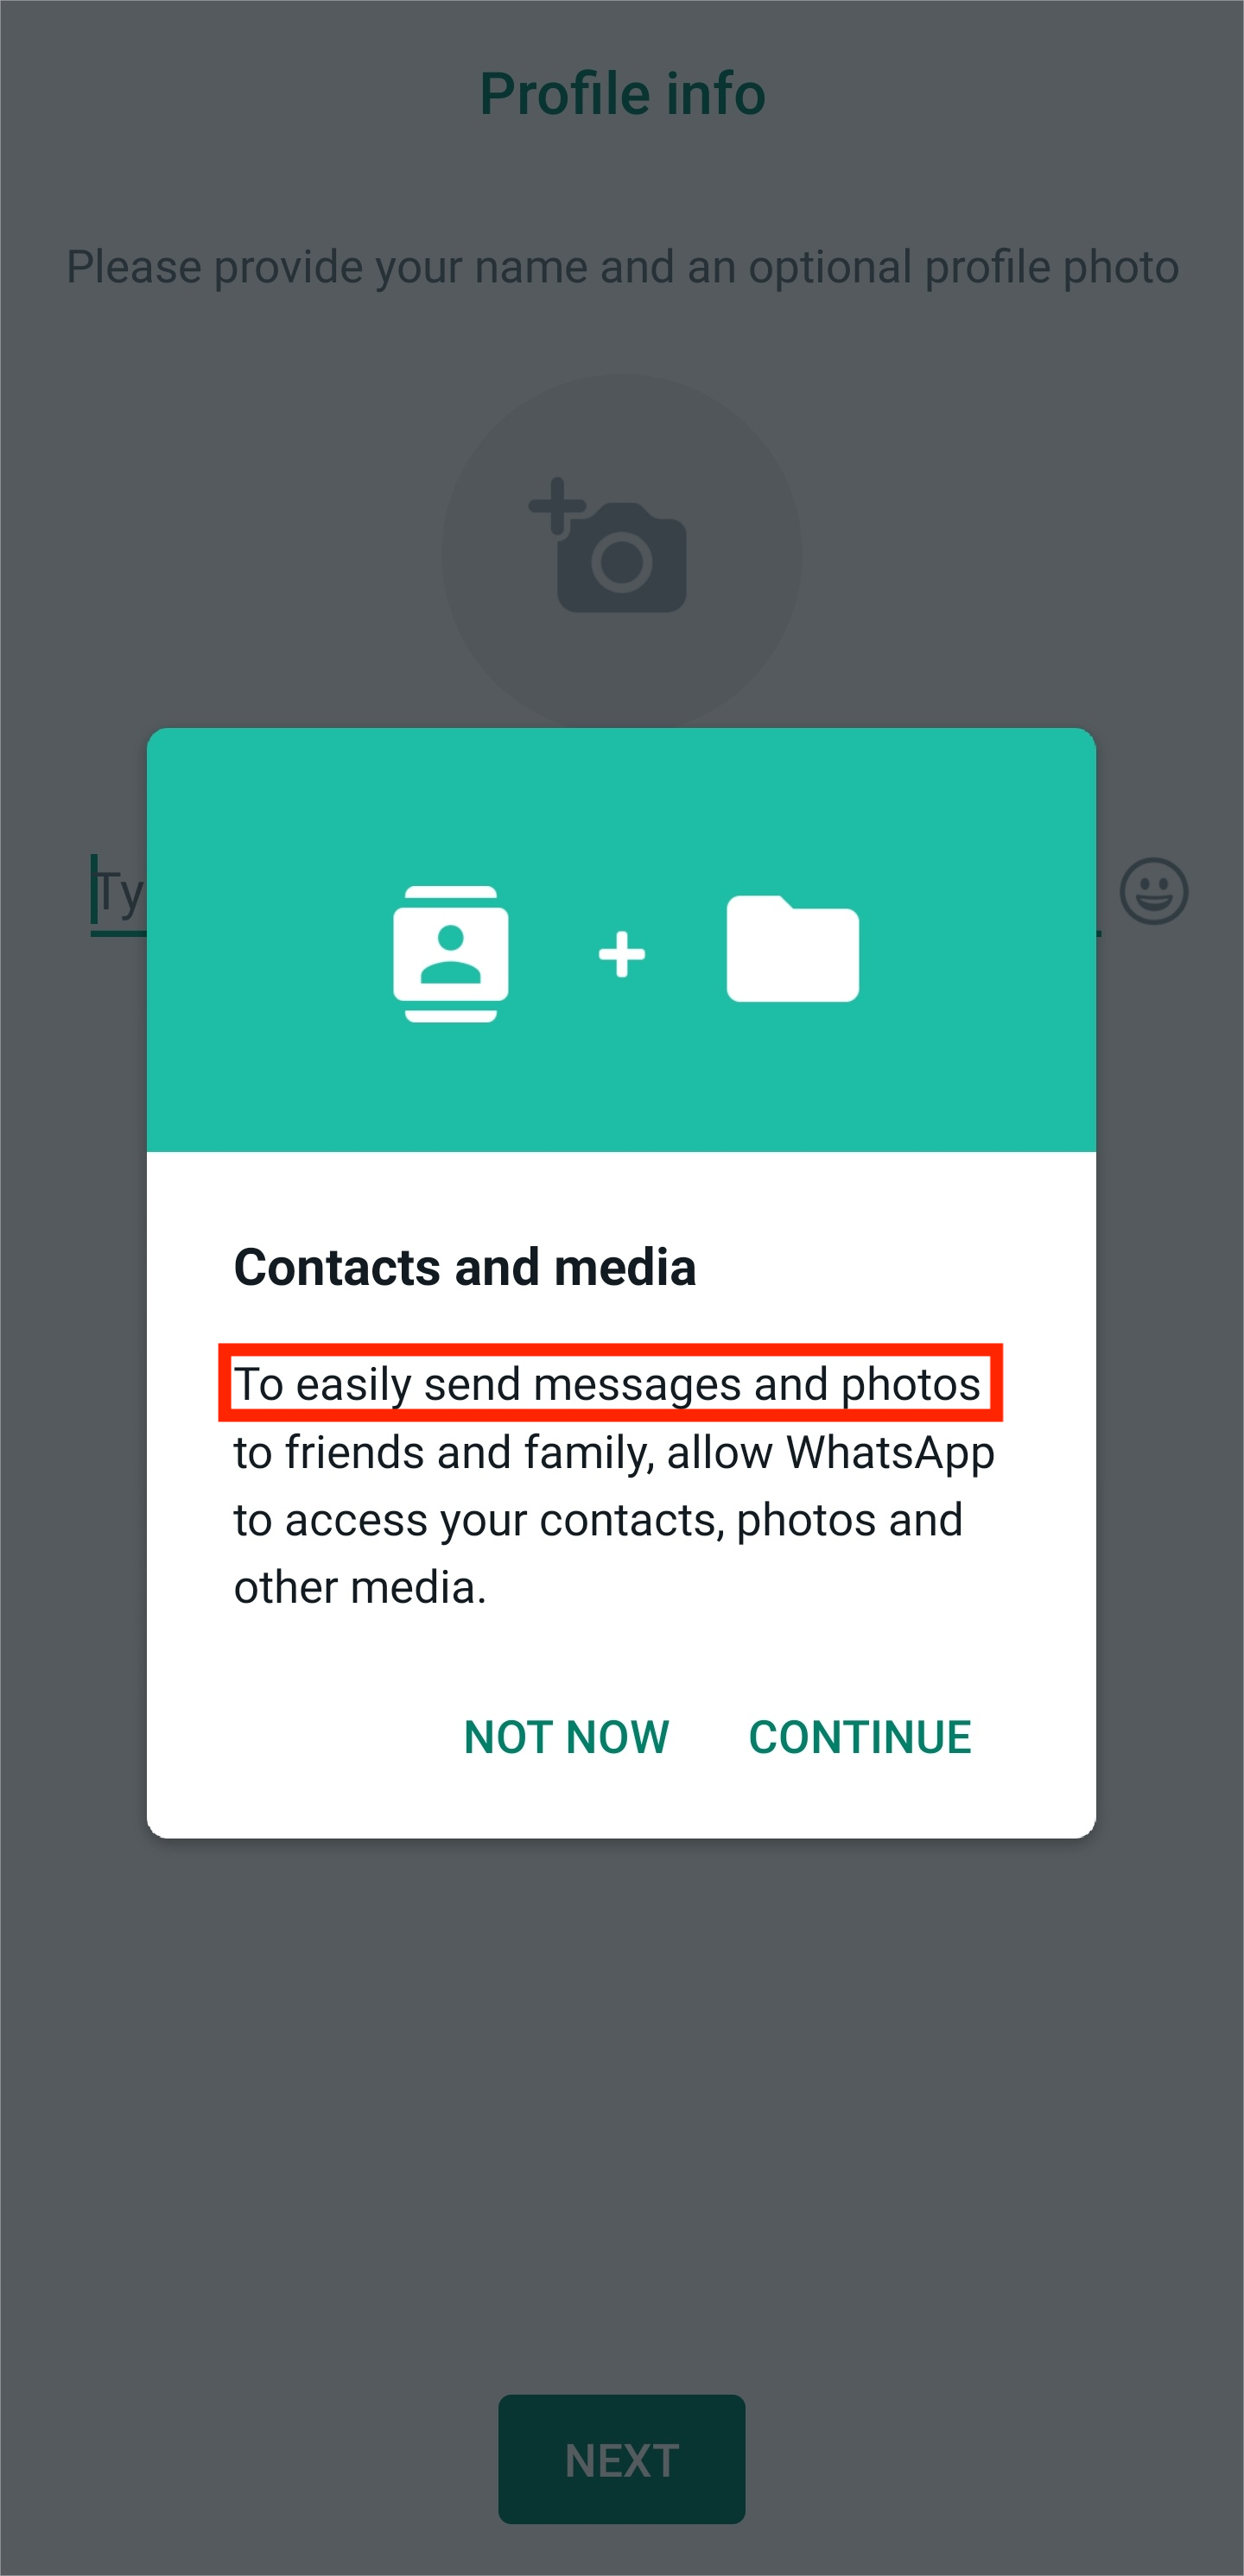 Profile info
Please provide your name and an optional profile photo
Ty
Contacts and media
To easily send messages and photos
to friends and family, allow WhatsApp
to access your contacts, photos and
other media.
NOT NOW CONTINUE
NEXT